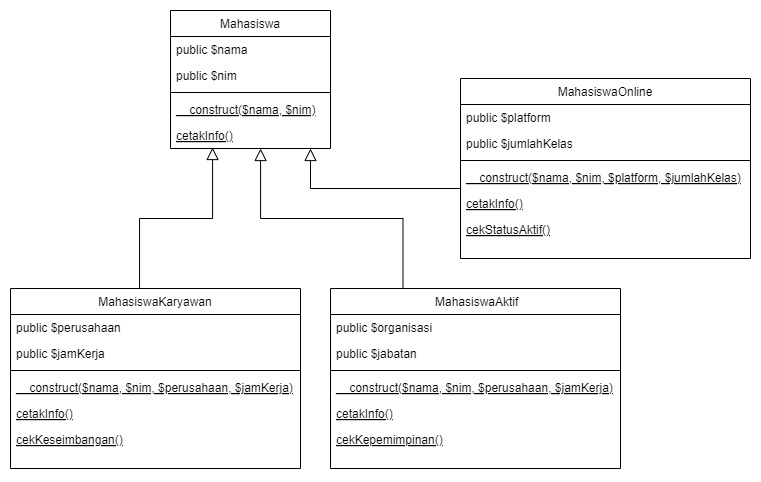 Mahasiswa
public $nama
public $nim
__construct($nama, $nim)
cetakInfo()
MahasiswaOnline
public $platform
public $jumlahKelas
__construct($nama, $nim, $platform, $jumlahKelas)
cetakInfo()
cekStatusAktif()
MahasiswaKaryawan
public $perusahaan
public $jamKerja
__construct($nama, $nim, $perusahaan, $jamKerja)
cetakInfo()
cekKeseimbangan()
MahasiswaAktif
public $organisasi
public $jabatan
__construct($nama, $nim, $perusahaan, $jamKerja)
cetakInfo()
cekKepemimpinan()